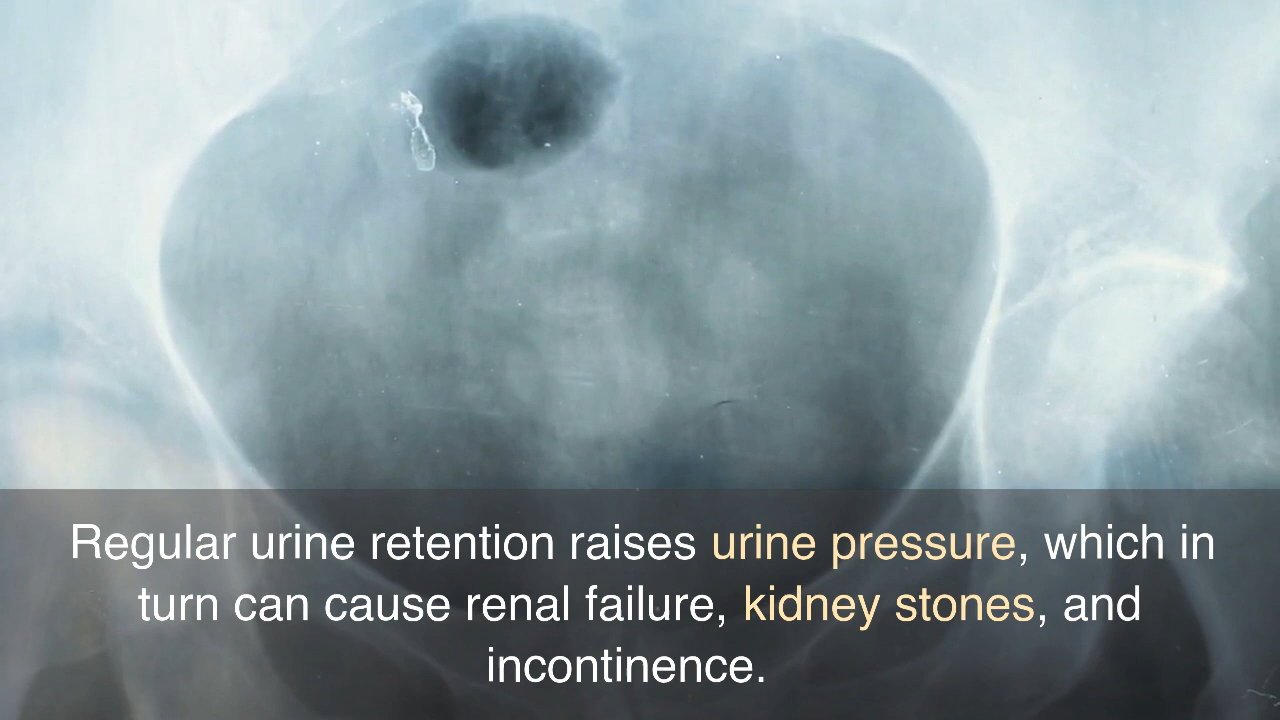 Regular urine retention raises urine pressure, which in
turn can cause renal failure, kidney stones, and
incontinence.